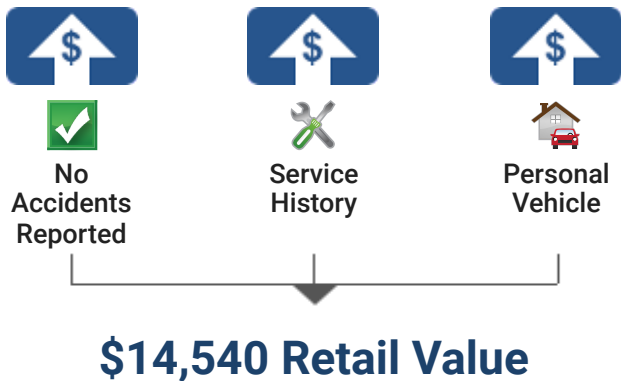 $ $ $
No
Accidents
Reported
Service
History
Personal
Vehicle
$14,540 Retail Value